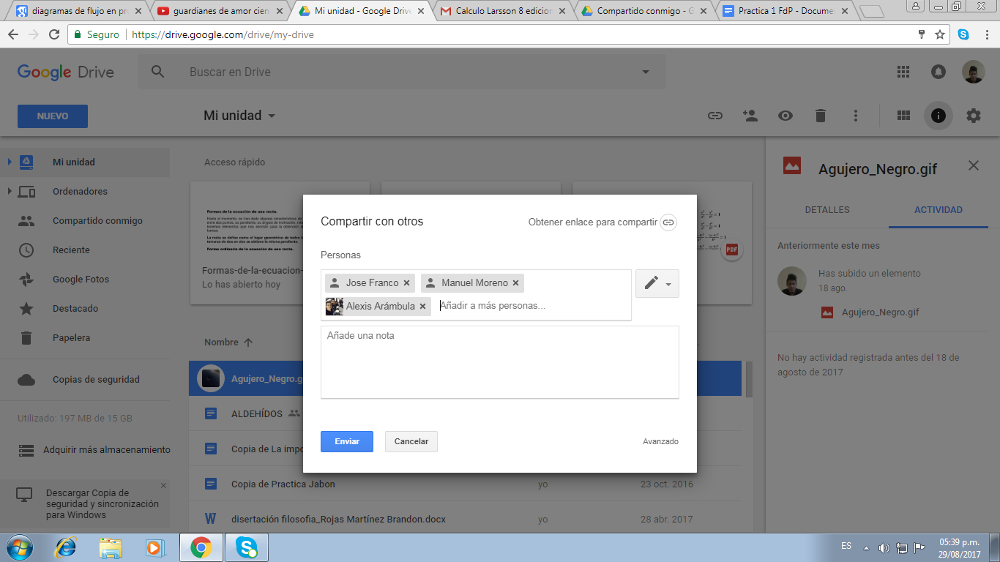 diagramas de flujo en pr
guardianes de amor cien
Mi unidad - Google Drive
Calculo Larsson 8 edicion
Compartido conmigo - G
Practica 1 FdP - Docume
Seguro
https://drive.google.com/drive/my-drive
Google Drive
Buscar en Drive
NUEVO
Mi unidad
Mi unidad
Ordenadores
Compartido conmigo
Reciente
Google Fotos
Destacado
Papelera
Copias de seguridad
Utilizado: 197 MB de 15 GB
Adquirir más almacenamiento
Descargar Copia de
seguridad y sincronización
para Windows
Acceso rápido
Formas de la ecuación de una recta.
Forma ordinaria de la ecuación de una recta.
Formas-de-la-ecuacion-
Lo has abierto hoy
PDF
Nombre
Agujero_Negro.g
ALDEHÍDOS
Copia de La impo
Copia de Practica Jabon
yo
23 oct. 2016
disertación filosofia_Rojas Martínez Brandon.docx
yo
28 abr. 2017
Compartir con otros
Obtener enlace para compartir
Personas
Jose Franco
Manuel Moreno
Alexis Arámbula
Añadir a más personas...
Añade una nota
Enviar
Cancelar
Avanzado
Agujero_Negro.gif
DETALLES
ACTIVIDAD
Anteriormente este mes
Has subido un elemento
18 ago.
Agujero_Negro.gif
No hay actividad registrada antes del 18 de
agosto de 2017
ES
05:39 p.m.
29/08/2017